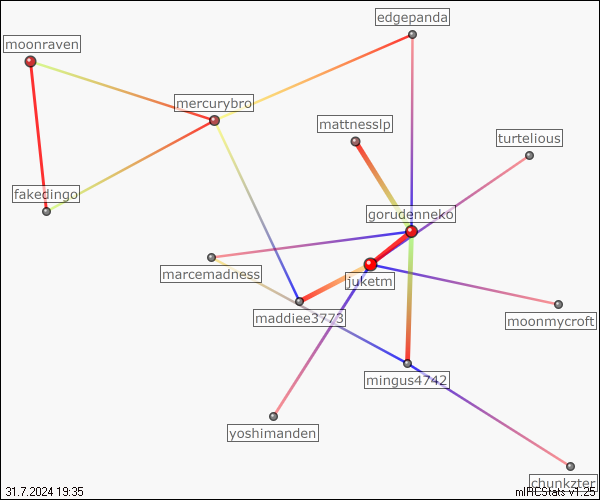 edgepanda
moonraven
mercurybro
mattnesslp
turtelious
fakedingo
gorudenneko
marcemadness
juketm
maddiee3773
moonmycroft
mingus4742
yoshimanden
chunkzter
31.7.2024 19:35
mIRCStats v1.25